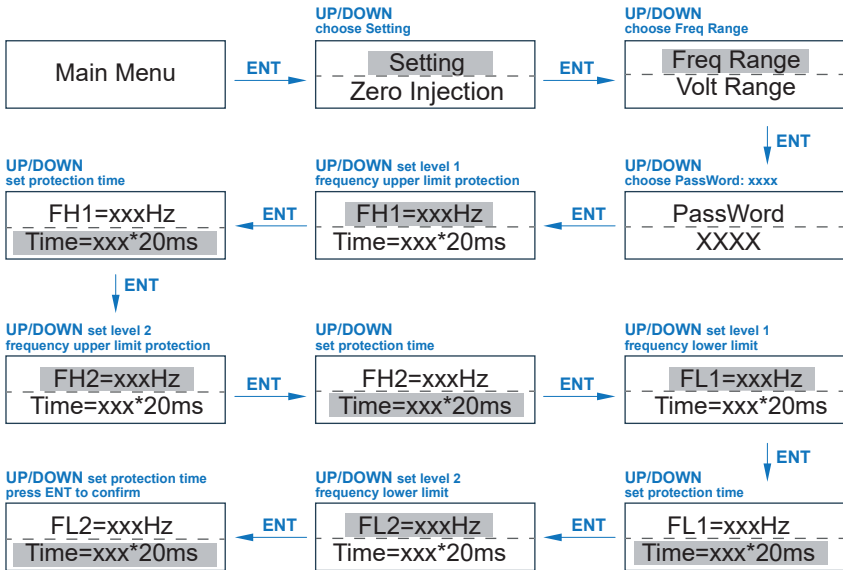 Main Menu
ENT
UP/DOWN
choose Setting
Setting
Zero Injection
ENT
UP/DOWN
choose Freq Range
Freq Range
Volt Range
ENT
UP/DOWN
choose PassWord: xxxx
PassWord
XXXX
ENT
UP/DOWN set level 1
frequency upper limit protection
FH1=xxxHz
Time=xxx*20ms
ENT
UP/DOWN
set protection time
FH1=xxxHz
Time=xxx*20ms
ENT
UP/DOWN set level 2
frequency upper limit protection
FH2=xxxHz
Time=xxx*20ms
ENT
UP/DOWN
set protection time
FH2=xxxHz
Time=xxx*20ms
ENT
UP/DOWN set level 1
frequency lower limit
FL1=xxxHz
Time=xxx*20ms
ENT
UP/DOWN
set protection time
FL1=xxxHz
Time=xxx*20ms
ENT
UP/DOWN set level 2
frequency lower limit
FL2=xxxHz
Time=xxx*20ms
ENT
UP/DOWN set protection time
press ENT to confirm
FL2=xxxHz
Time=xxx*20ms